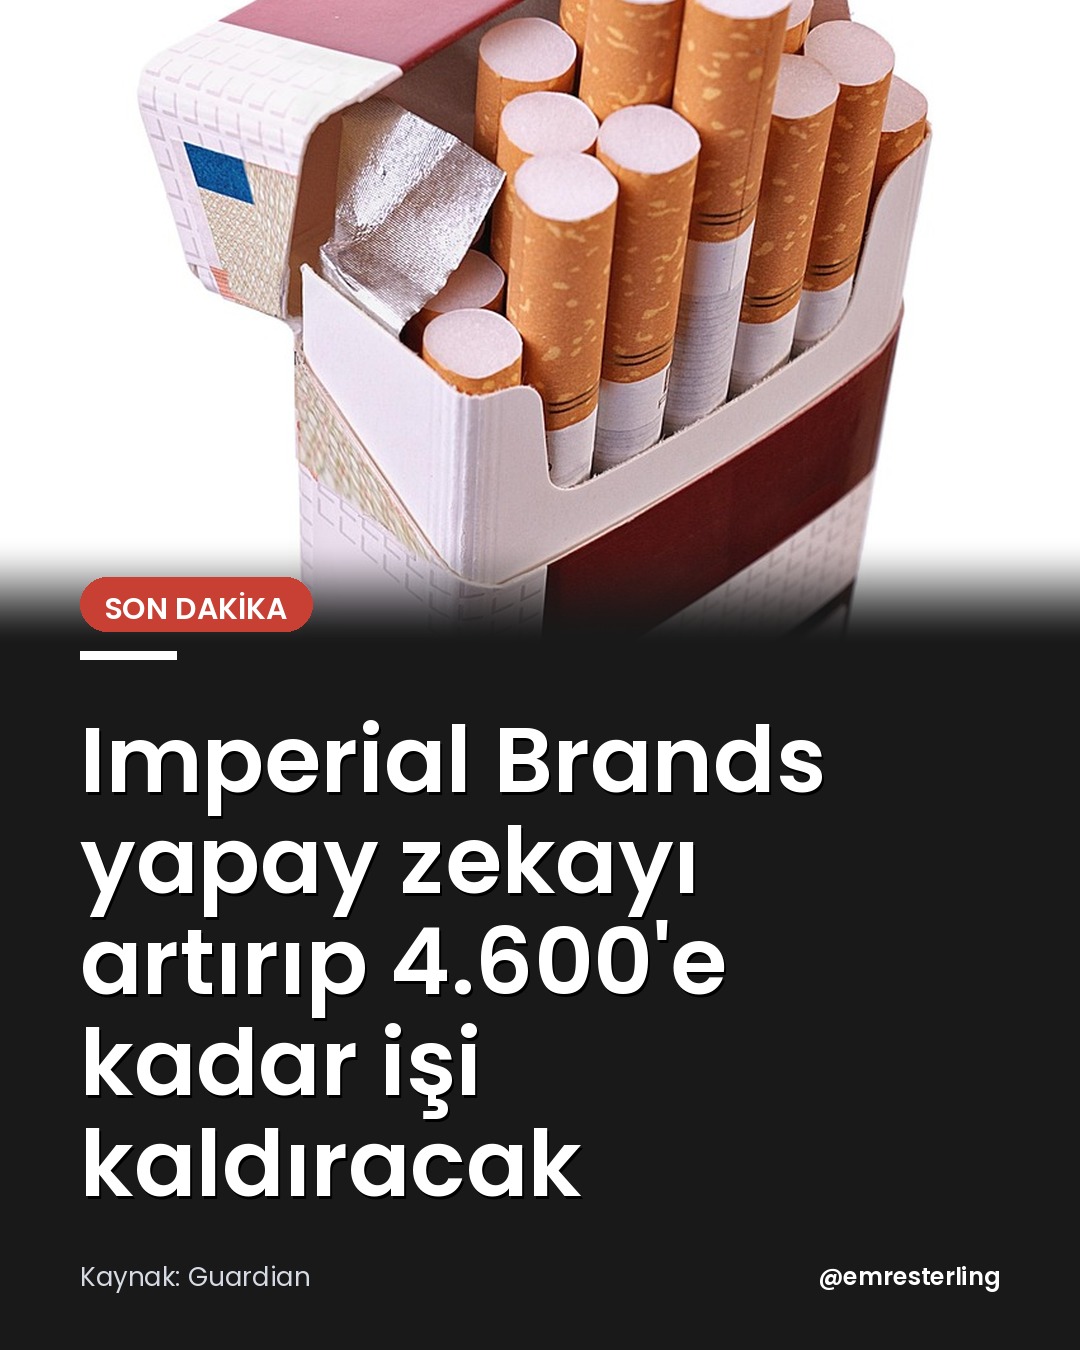 SON DAKİKA
Imperial Brands
yapay zekayı
artırıp 4.600'e
kadar işi
kaldıracak
Kaynak: Guardian
@emresterling